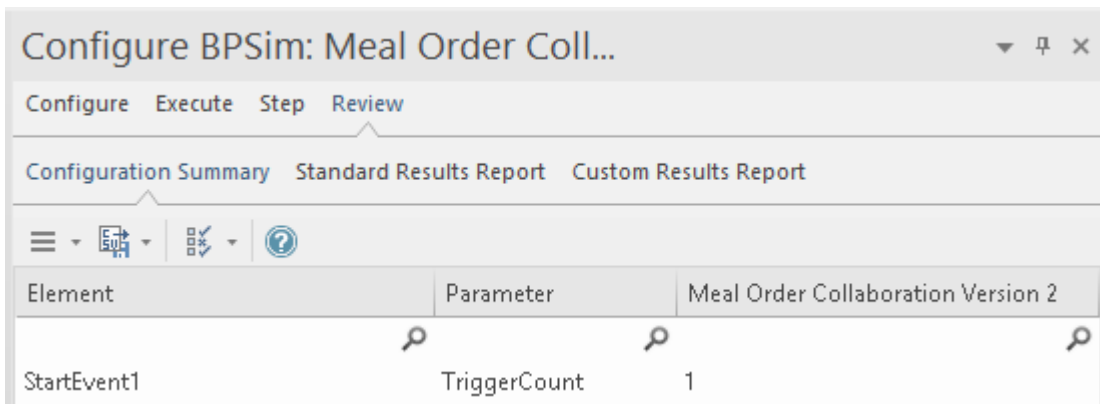 Configure BPSim: Meal Order Coll...
Configure Execute Step Review
Configuration Summary Standard Results Report Custom Results Report
Element Parameter Meal Order Collaboration Version 2
StartEvent1 TriggerCount 1